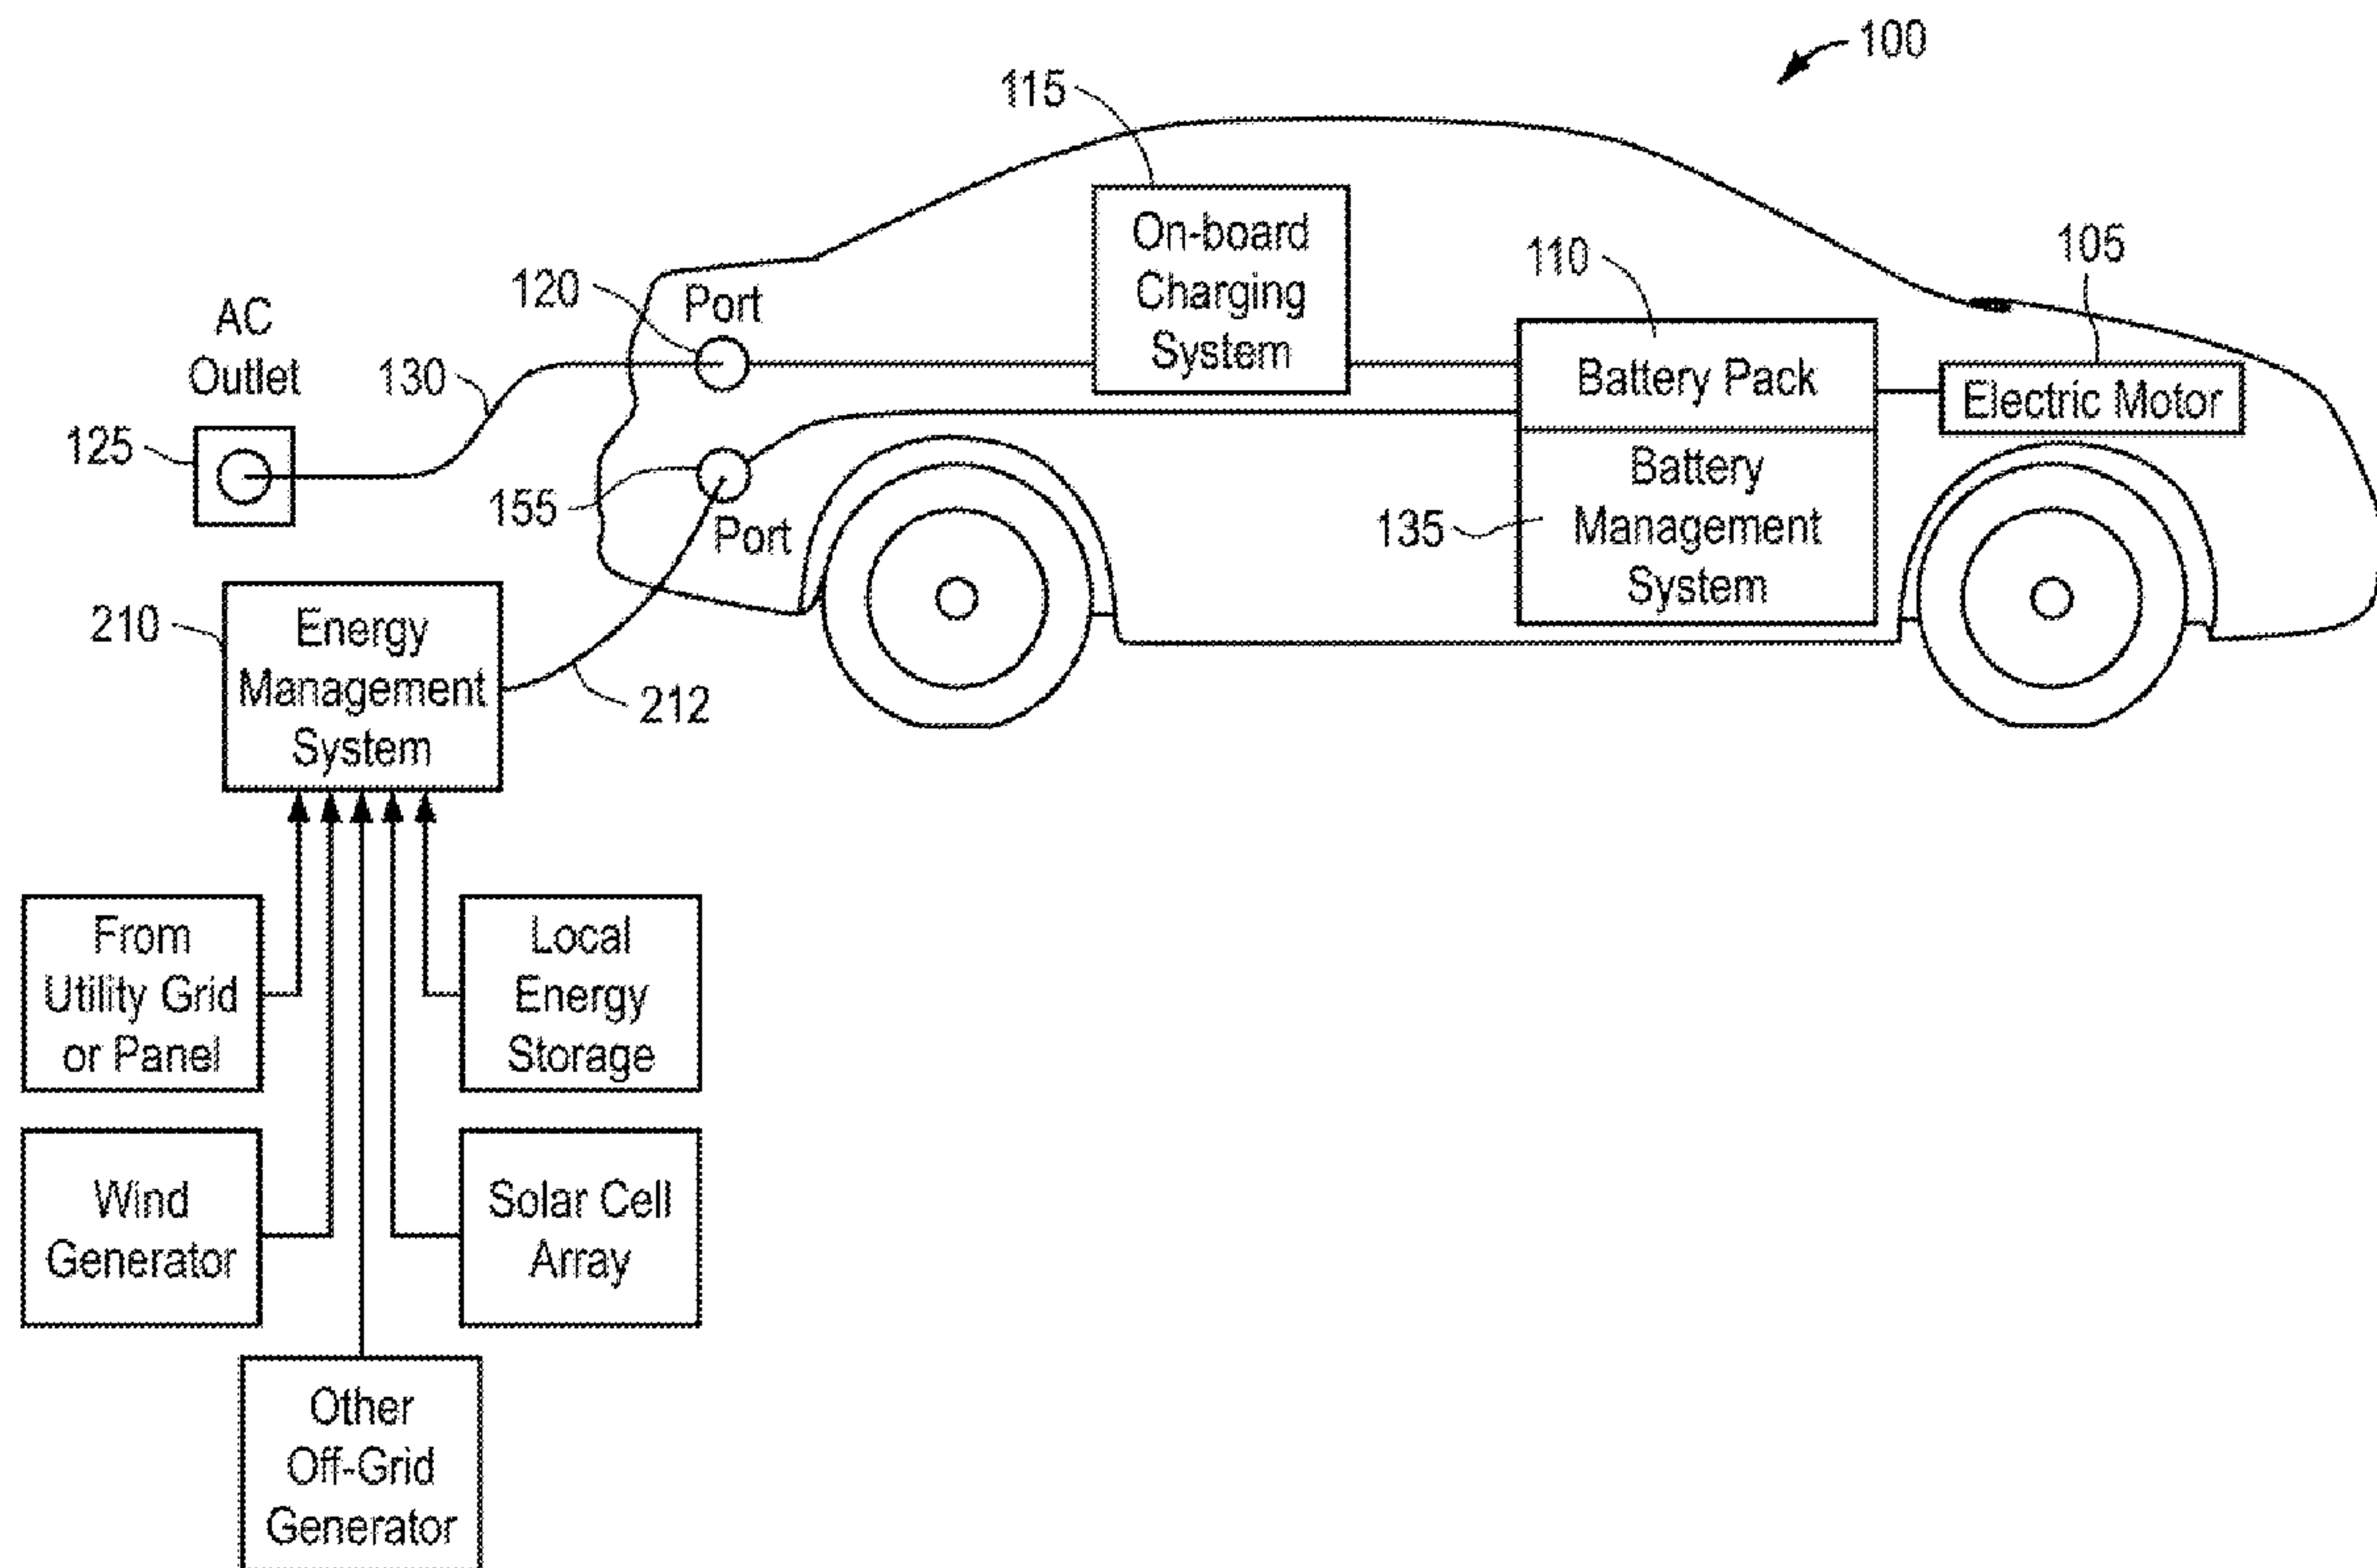 100
115
On-board
Charging
System
110
105
120
Port
AC
Outlet
130
Battery Pack
Electric Motor
125
155
Port
135
Battery
Management
System
210
Energy
Management
System
212
From
Utility Grid
or Panel
Local
Energy
Storage
Wind
Generator
Solar Cell
Array
Other
Off-Grid
Generator